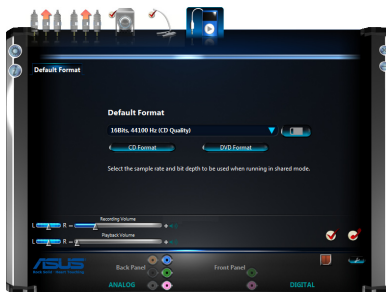 Default Format
Default Format
16Bits, 44100 Hz (CD Quality)
CD Format
DVD Format
Select the sample rate and bit depth to be used when running in shared mode.
Recording Volume
L R - +
Playback Volume
L R - +
ASUS
Back Panel
Front Panel
ANALOG
DIGITAL